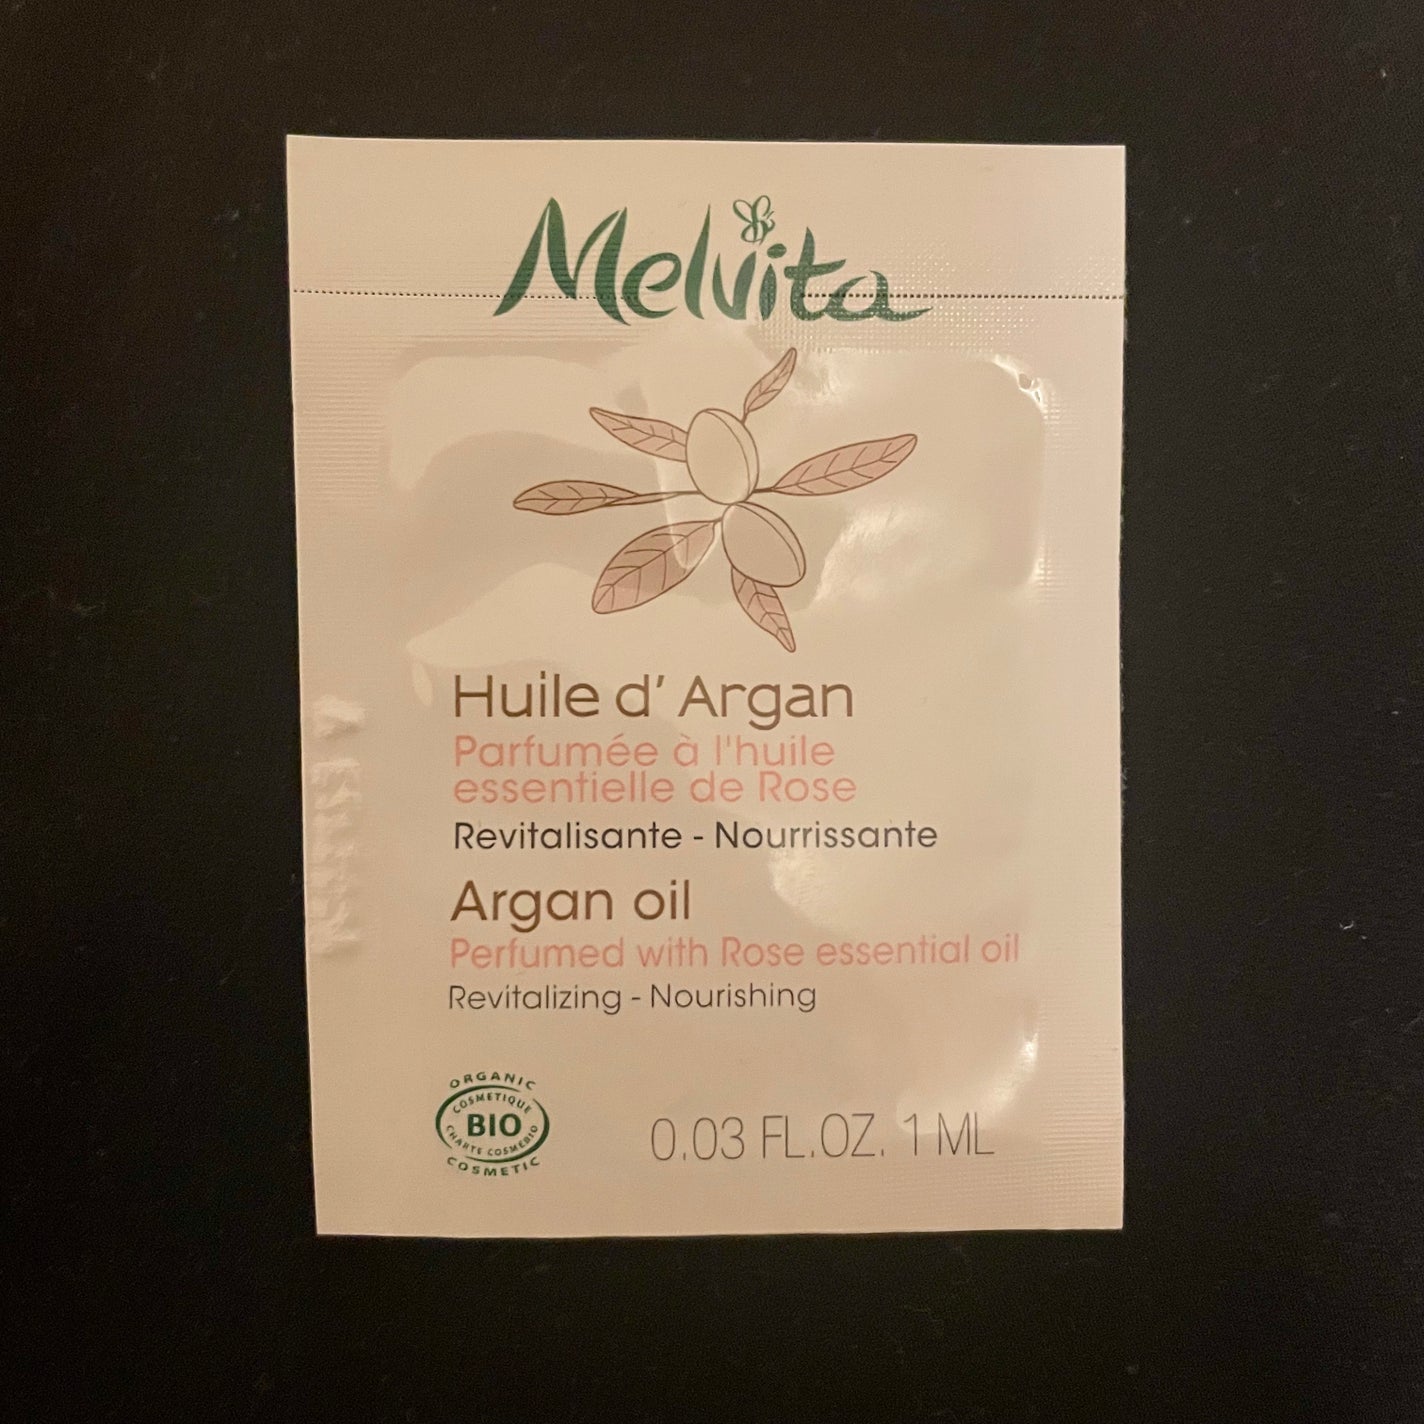 Melvita
Huile d' Argan
Parfumée à l'huile
essentielle de Rose
Revitalisante - Nourrissante
Argan oil
Perfumed with Rose essential oil
Revitalizing - Nourishing
ORGANIC
COSMETIQUE
BIO
CHARTE COSMEBIO
COSMETIC
0.03 FL.OZ. 1 ML